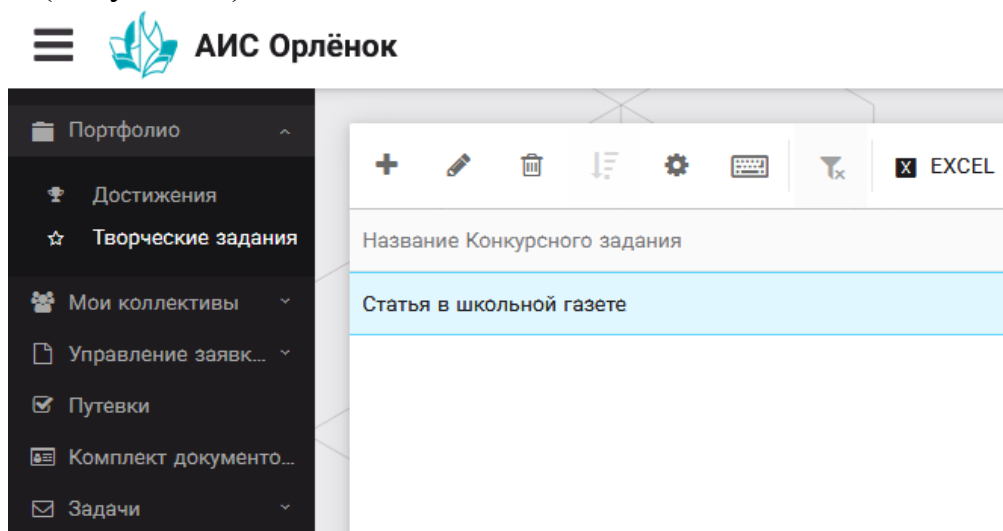 АИС Орлёнок
Портфолио
Достижения
Творческие задания
Мои коллективы
Управление заявк...
Путевки
Комплект документо...
Задачи
X EXCEL
Название Конкурсного задания
Статья в школьной газете